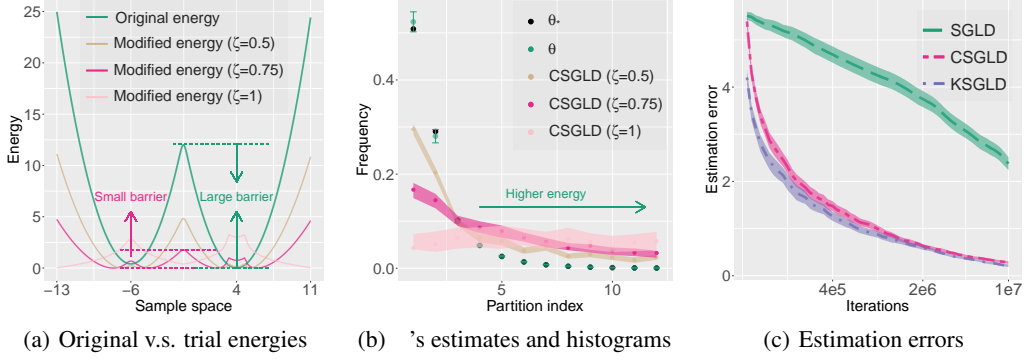 25
20
15
10
5
0
Energy
Original energy
Modified energy (ζ=0.5)
Modified energy (ζ=0.75)
Modified energy (ζ=1)
Small barrier
Large barrier
−13
−6
4
11
Sample space
(a) Original v.s. trial energies
0.4
0.2
0.0
Frequency
θ*
θ
CSGLD (ζ=0.5)
CSGLD (ζ=0.75)
CSGLD (ζ=1)
Higher energy
5
10
Partition index
(b) 's estimates and histograms
4
2
0
Estimation error
SGLD
CSGLD
KSGLD
4e5
2e6
1e7
Iterations
(c) Estimation errors